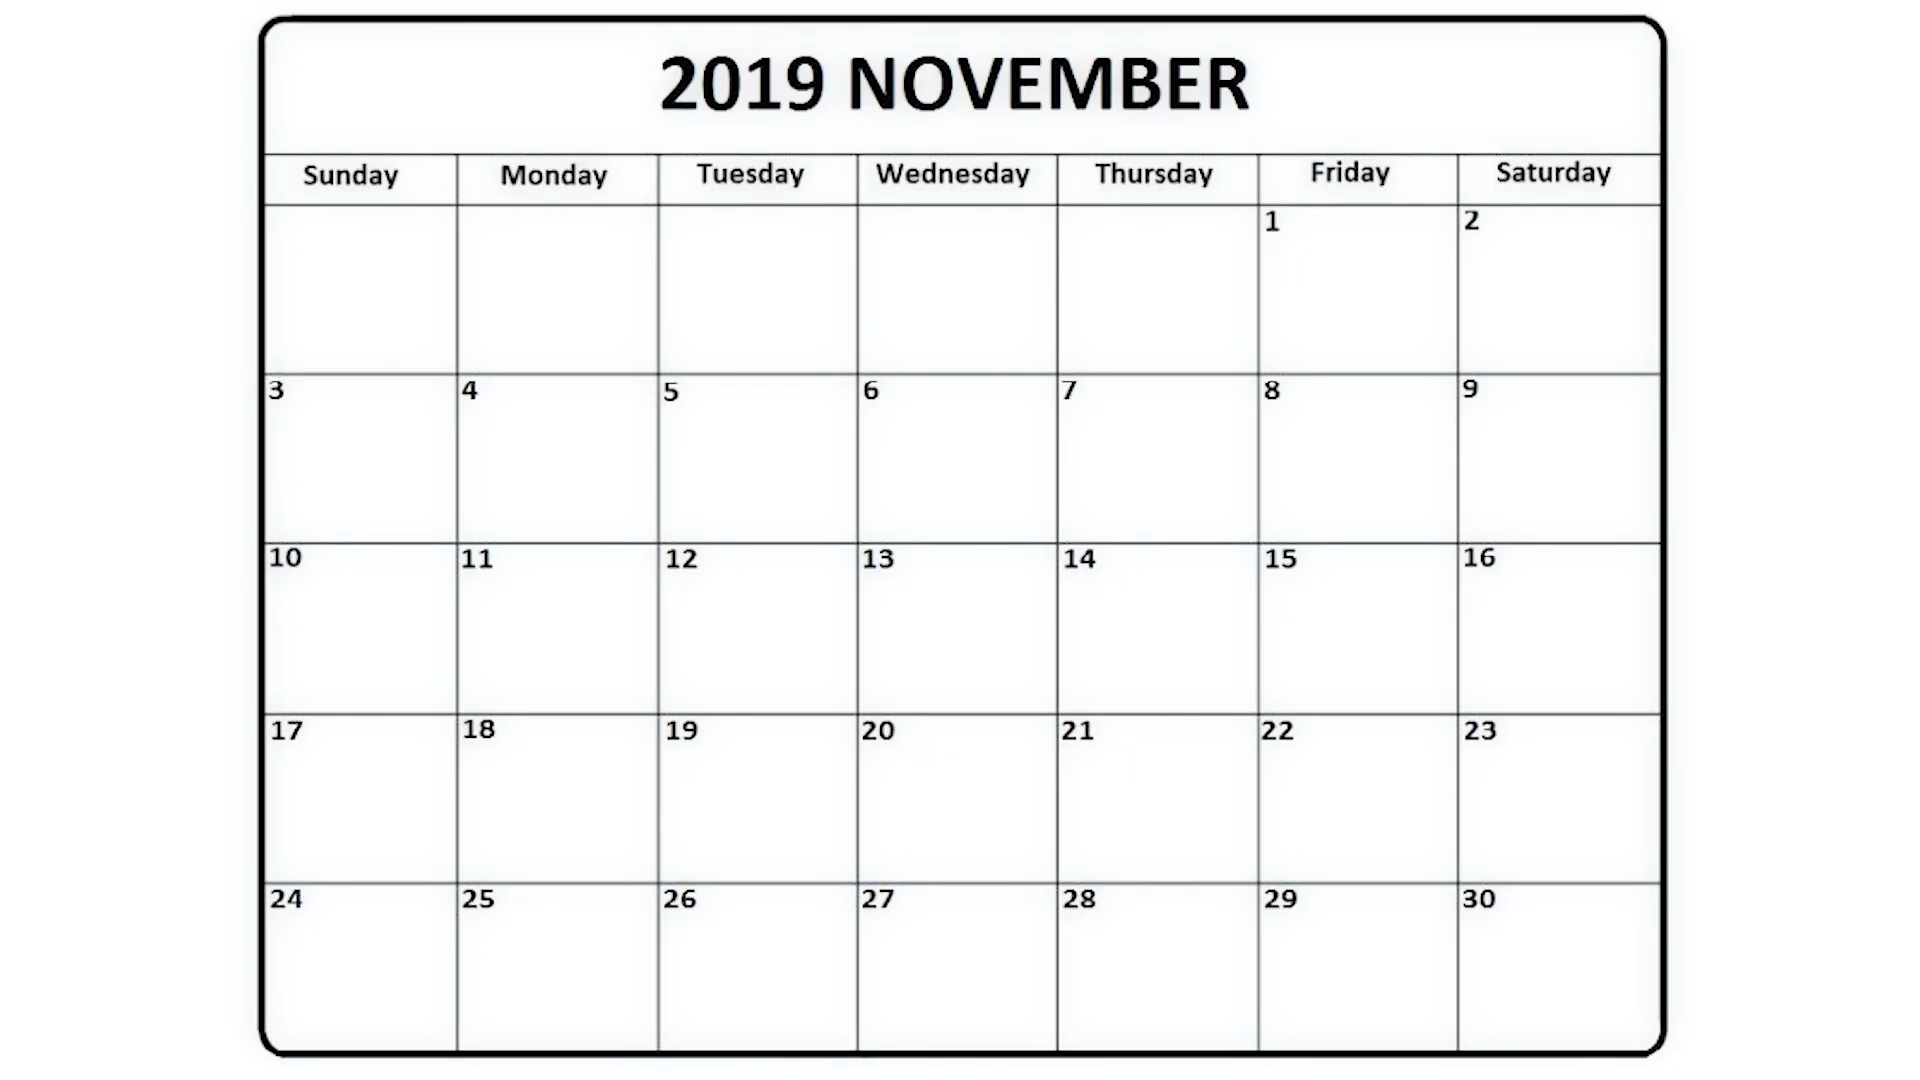 2019 NOVEMBER
Sunday Monday Tuesday Wednesday Thursday Friday Saturday
1 2
3 4 5 6 7 8 9
10 11 12 13 14 15 16
17 18 19 20 21 22 23
24 25 26 27 28 29 30